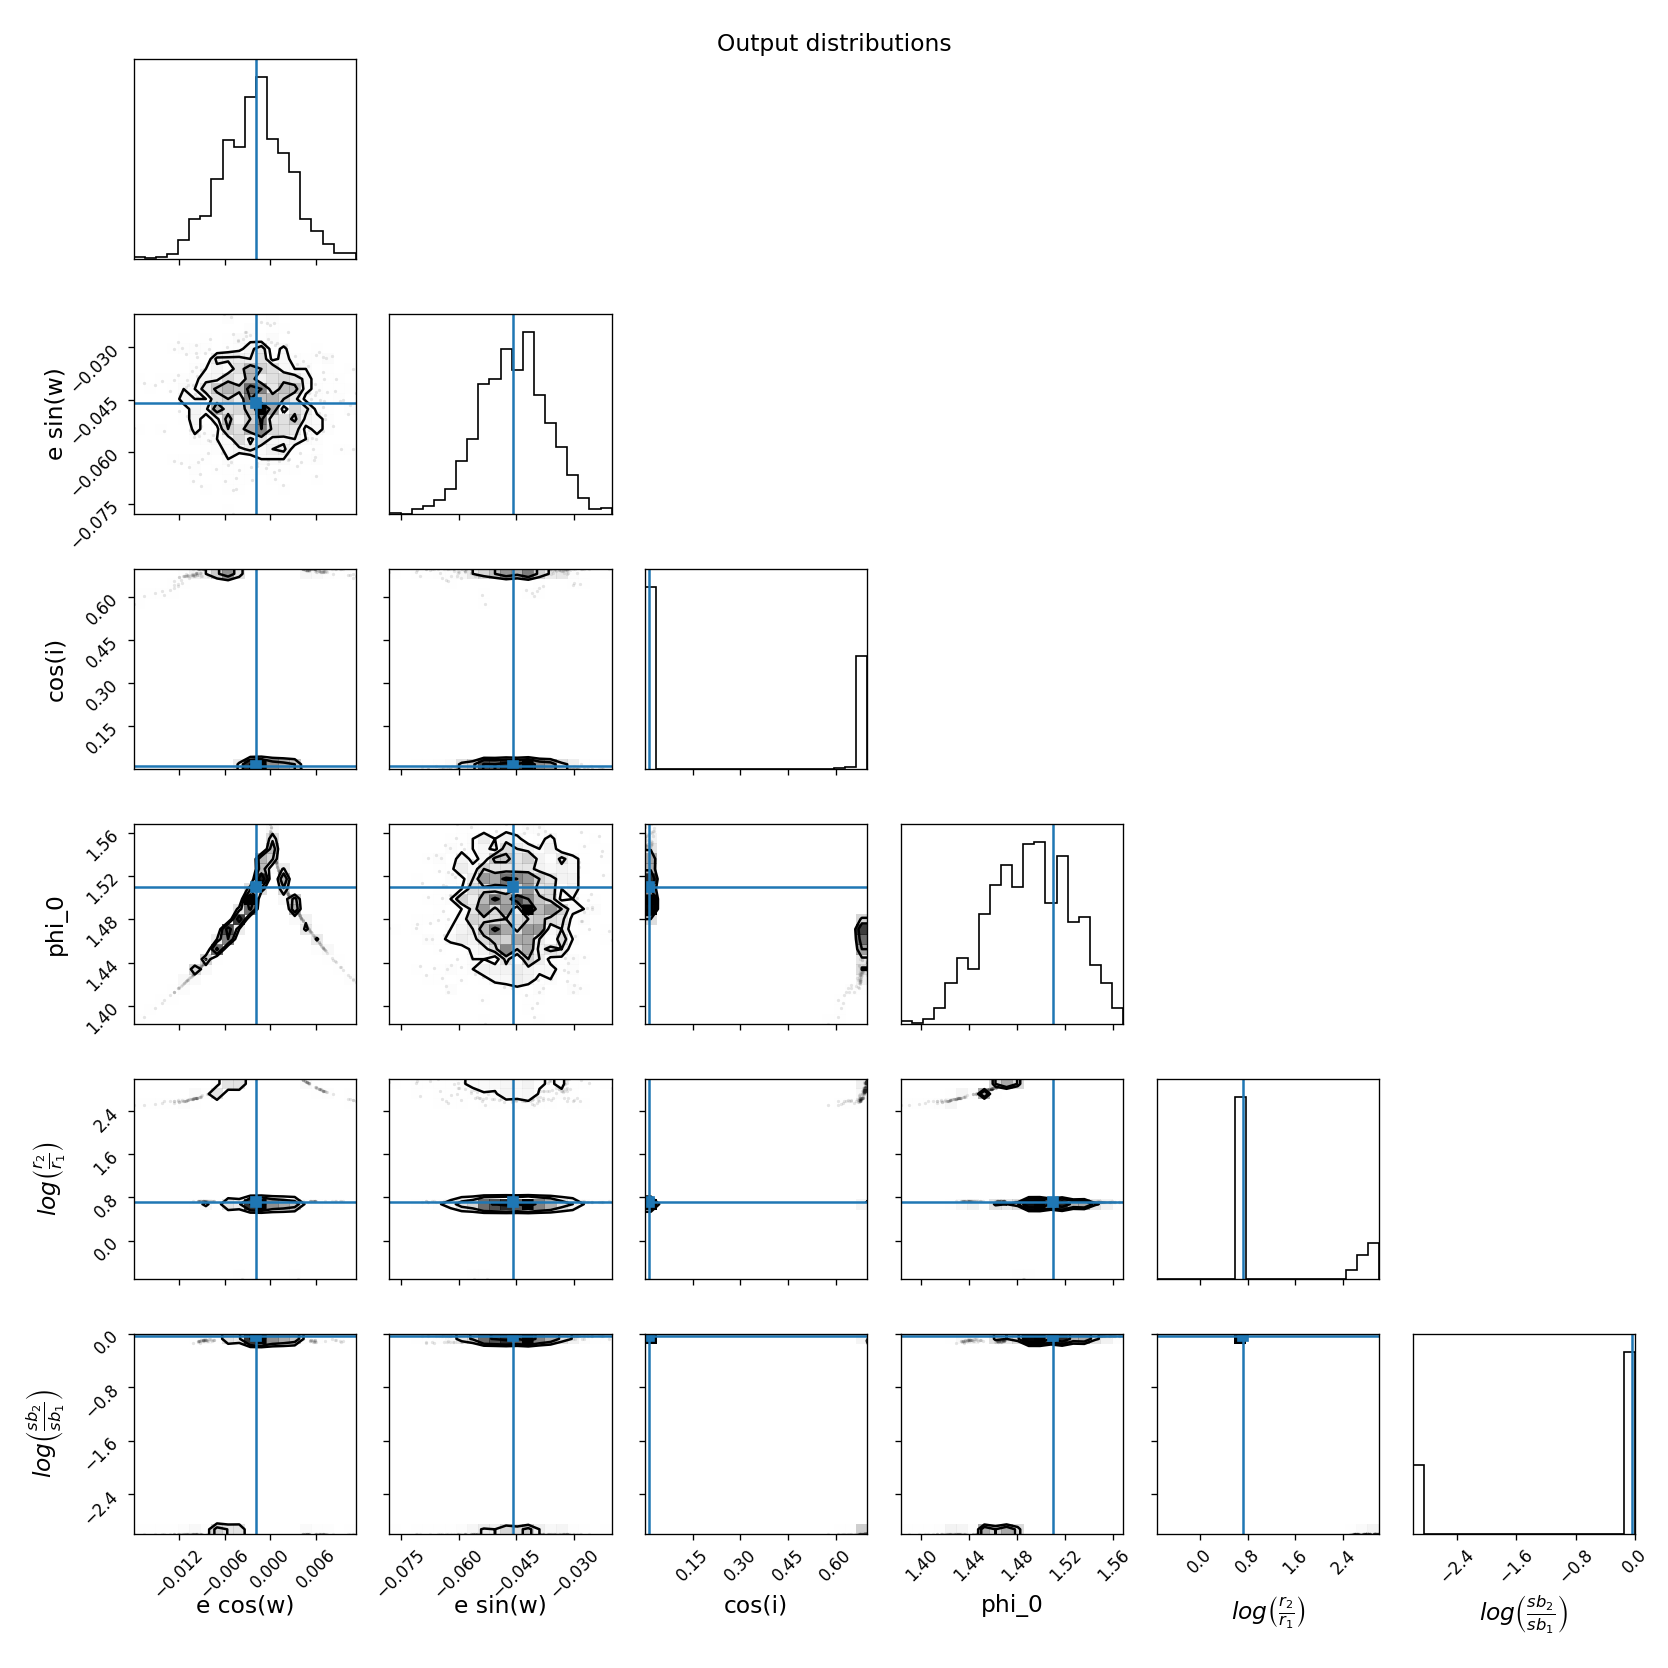 Output distributions
−0.030
−0.045
−0.060
−0.075
e sin(w)
0.60
0.45
0.30
0.15
cos(i)
1.56
1.52
1.48
1.44
1.40
phi_0
2.4
1.6
0.8
0.0
log(r₂/r₁)
0.0
−0.8
−1.6
−2.4
log(sb₂/sb₁)
−0.012 −0.006 0.000 0.006
−0.075 −0.060 −0.045 −0.030
0.15 0.30 0.45 0.60
1.40 1.44 1.48 1.52 1.56
0.0 0.8 1.6 2.4
−2.4 −1.6 −0.8 0.0
e cos(w) e sin(w) cos(i) phi_0 log(r₂/r₁) log(sb₂/sb₁)